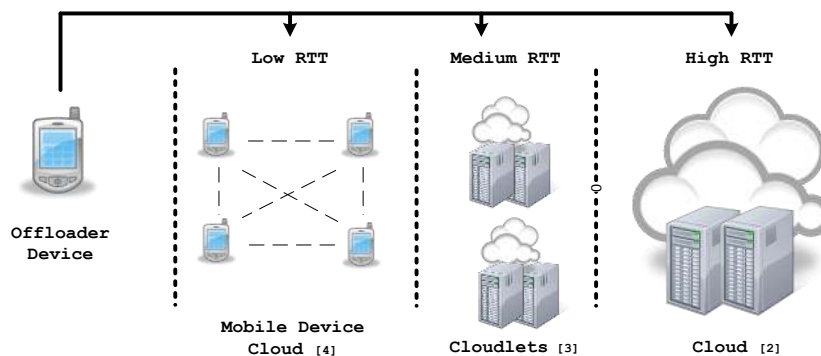 Low RTT
Medium RTT
High RTT
Offloader
Device
Mobile Device
Cloud [4]
Cloudlets [3]
Cloud [2]